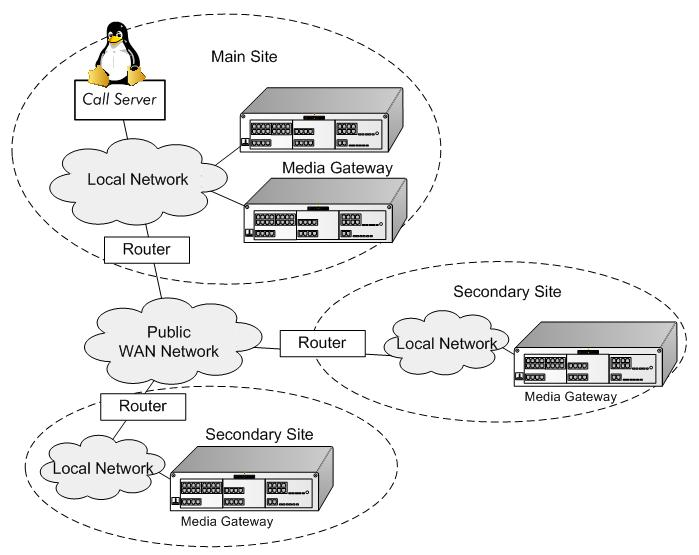 Main Site
Call Server
Local Network
Media Gateway
Router
Public
WAN Network
Router
Secondary Site
Local Network
Media Gateway
Router
Secondary Site
Local Network
Media Gateway